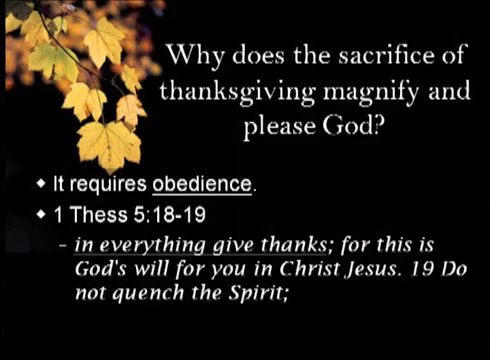 Why does the sacrifice of
thanksgiving magnify and
please God?
◆ It requires obedience.
◆ 1 Thess 5:18-19
– in everything give thanks; for this is
God's will for you in Christ Jesus. 19 Do
not quench the Spirit;